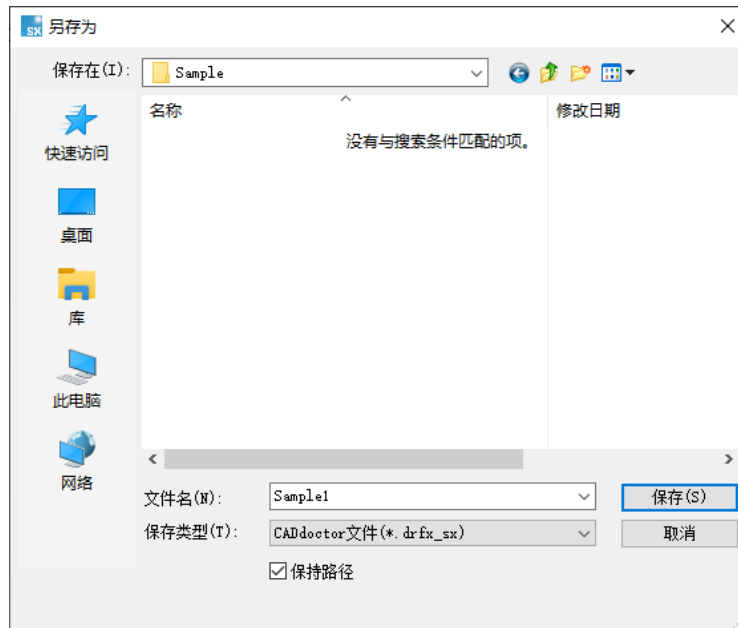 SX 另存为
保存在(I): Sample
名称 修改日期
没有与搜索条件匹配的项。
快速访问
桌面
库
此电脑
网络
文件名(N): Sample1 保存(S)
保存类型(T): CADdoctor文件(*.drfx_sx) 取消
保持路径